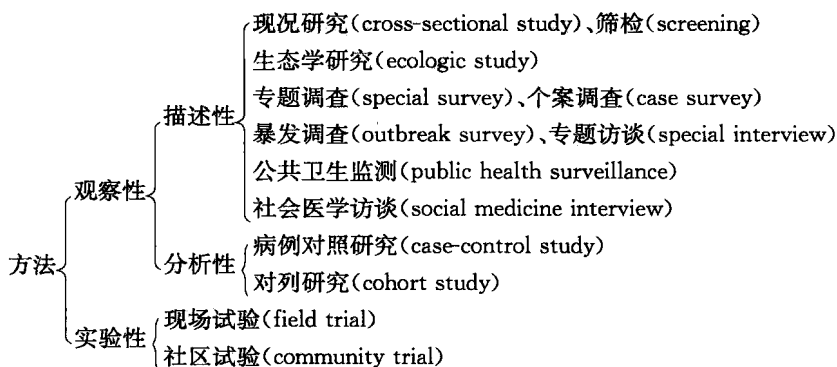 现况研究(cross-sectional study)、筛检(screening)
生态学研究(ecologic study)
专题调查(special survey)、个案调查(case survey)
描述性
暴发调查(outbreak survey)、专题访谈(special interview)
公共卫生监测(public health surveillance)
观察性
社会医学访谈(social medicine interview)
病例对照研究(case-control study)
方法
分析性
对列研究(cohort study)
现场试验(field trial)
实验性
社区试验(community trial)